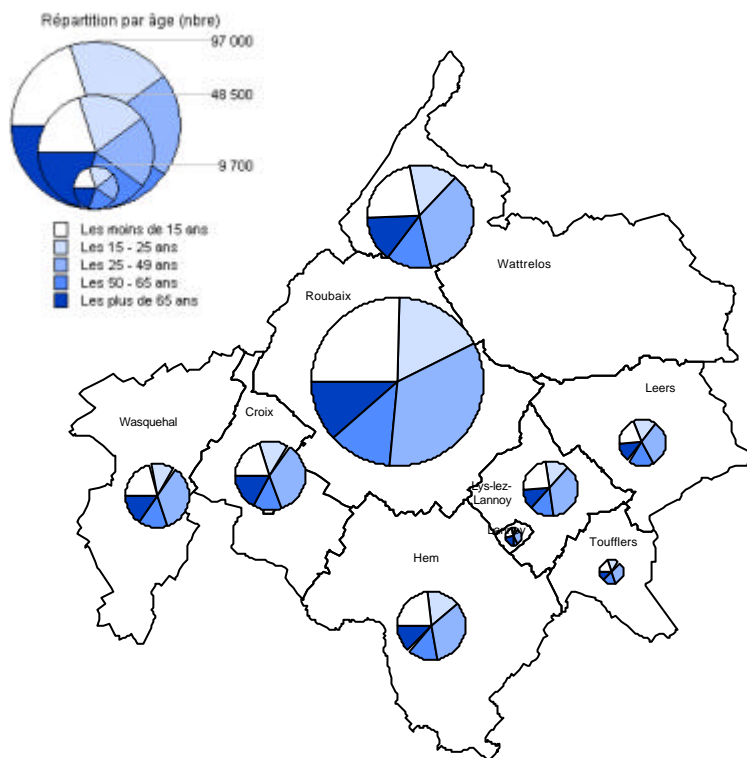 Répartition par âge (nbre)
97 000
48 500
9 700
Les moins de 15 ans
Les 15 - 25 ans
Les 25 - 49 ans
Les 50 - 65 ans
Les plus de 65 ans
Wattrelos
Roubaix
Leers
Wasquehal
Croix
Lys-lez-
Lannoy
Lannoy
Toufflers
Hem